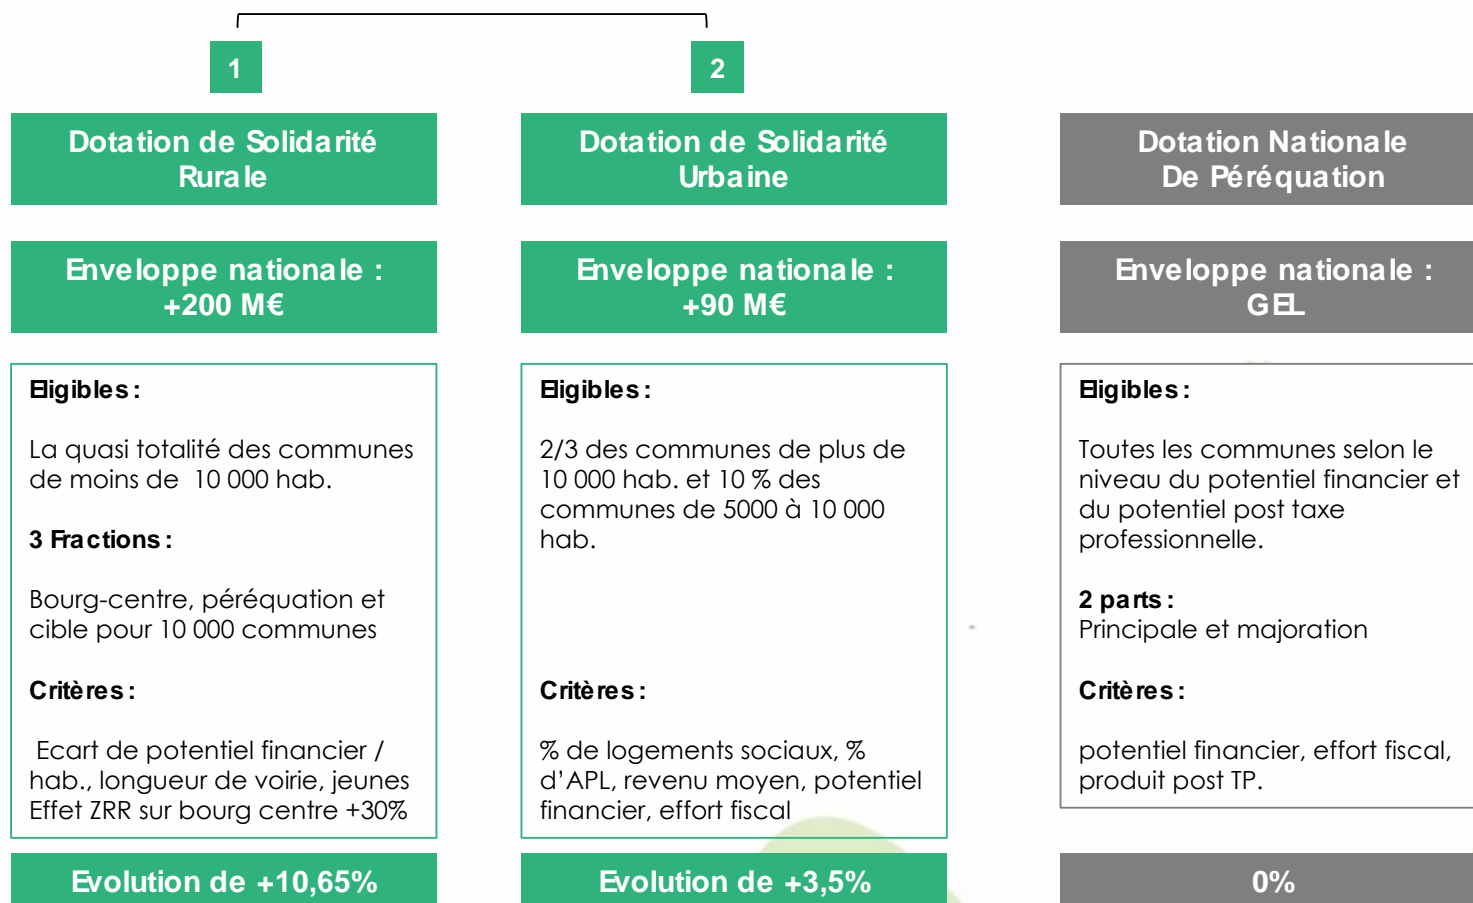 1
Dotation de Solidarité
Rurale
Enveloppe nationale :
+200 M€
Eligibles :
La quasi totalité des communes
de moins de 10 000 hab.
3 Fractions :
Bourg-centre, péréquation et
cible pour 10 000 communes
Critères :
Ecart de potentiel financier /
hab., longueur de voirie, jeunes
Effet ZRR sur bourg centre +30%
Evolution de +10,65%
2
Dotation de Solidarité
Urbaine
Enveloppe nationale :
+90 M€
Eligibles :
2/3 des communes de plus de
10 000 hab. et 10 % des
communes de 5000 à 10 000
hab.
Critères :
% de logements sociaux, %
d’APL, revenu moyen, potentiel
financier, effort fiscal
Evolution de +3,5%
Dotation Nationale
De Péréquation
Enveloppe nationale :
GEL
Eligibles :
Toutes les communes selon le
niveau du potentiel financier et
du potentiel post taxe
professionnelle.
2 parts :
Principale et majoration
Critères :
potentiel financier, effort fiscal,
produit post TP.
0%